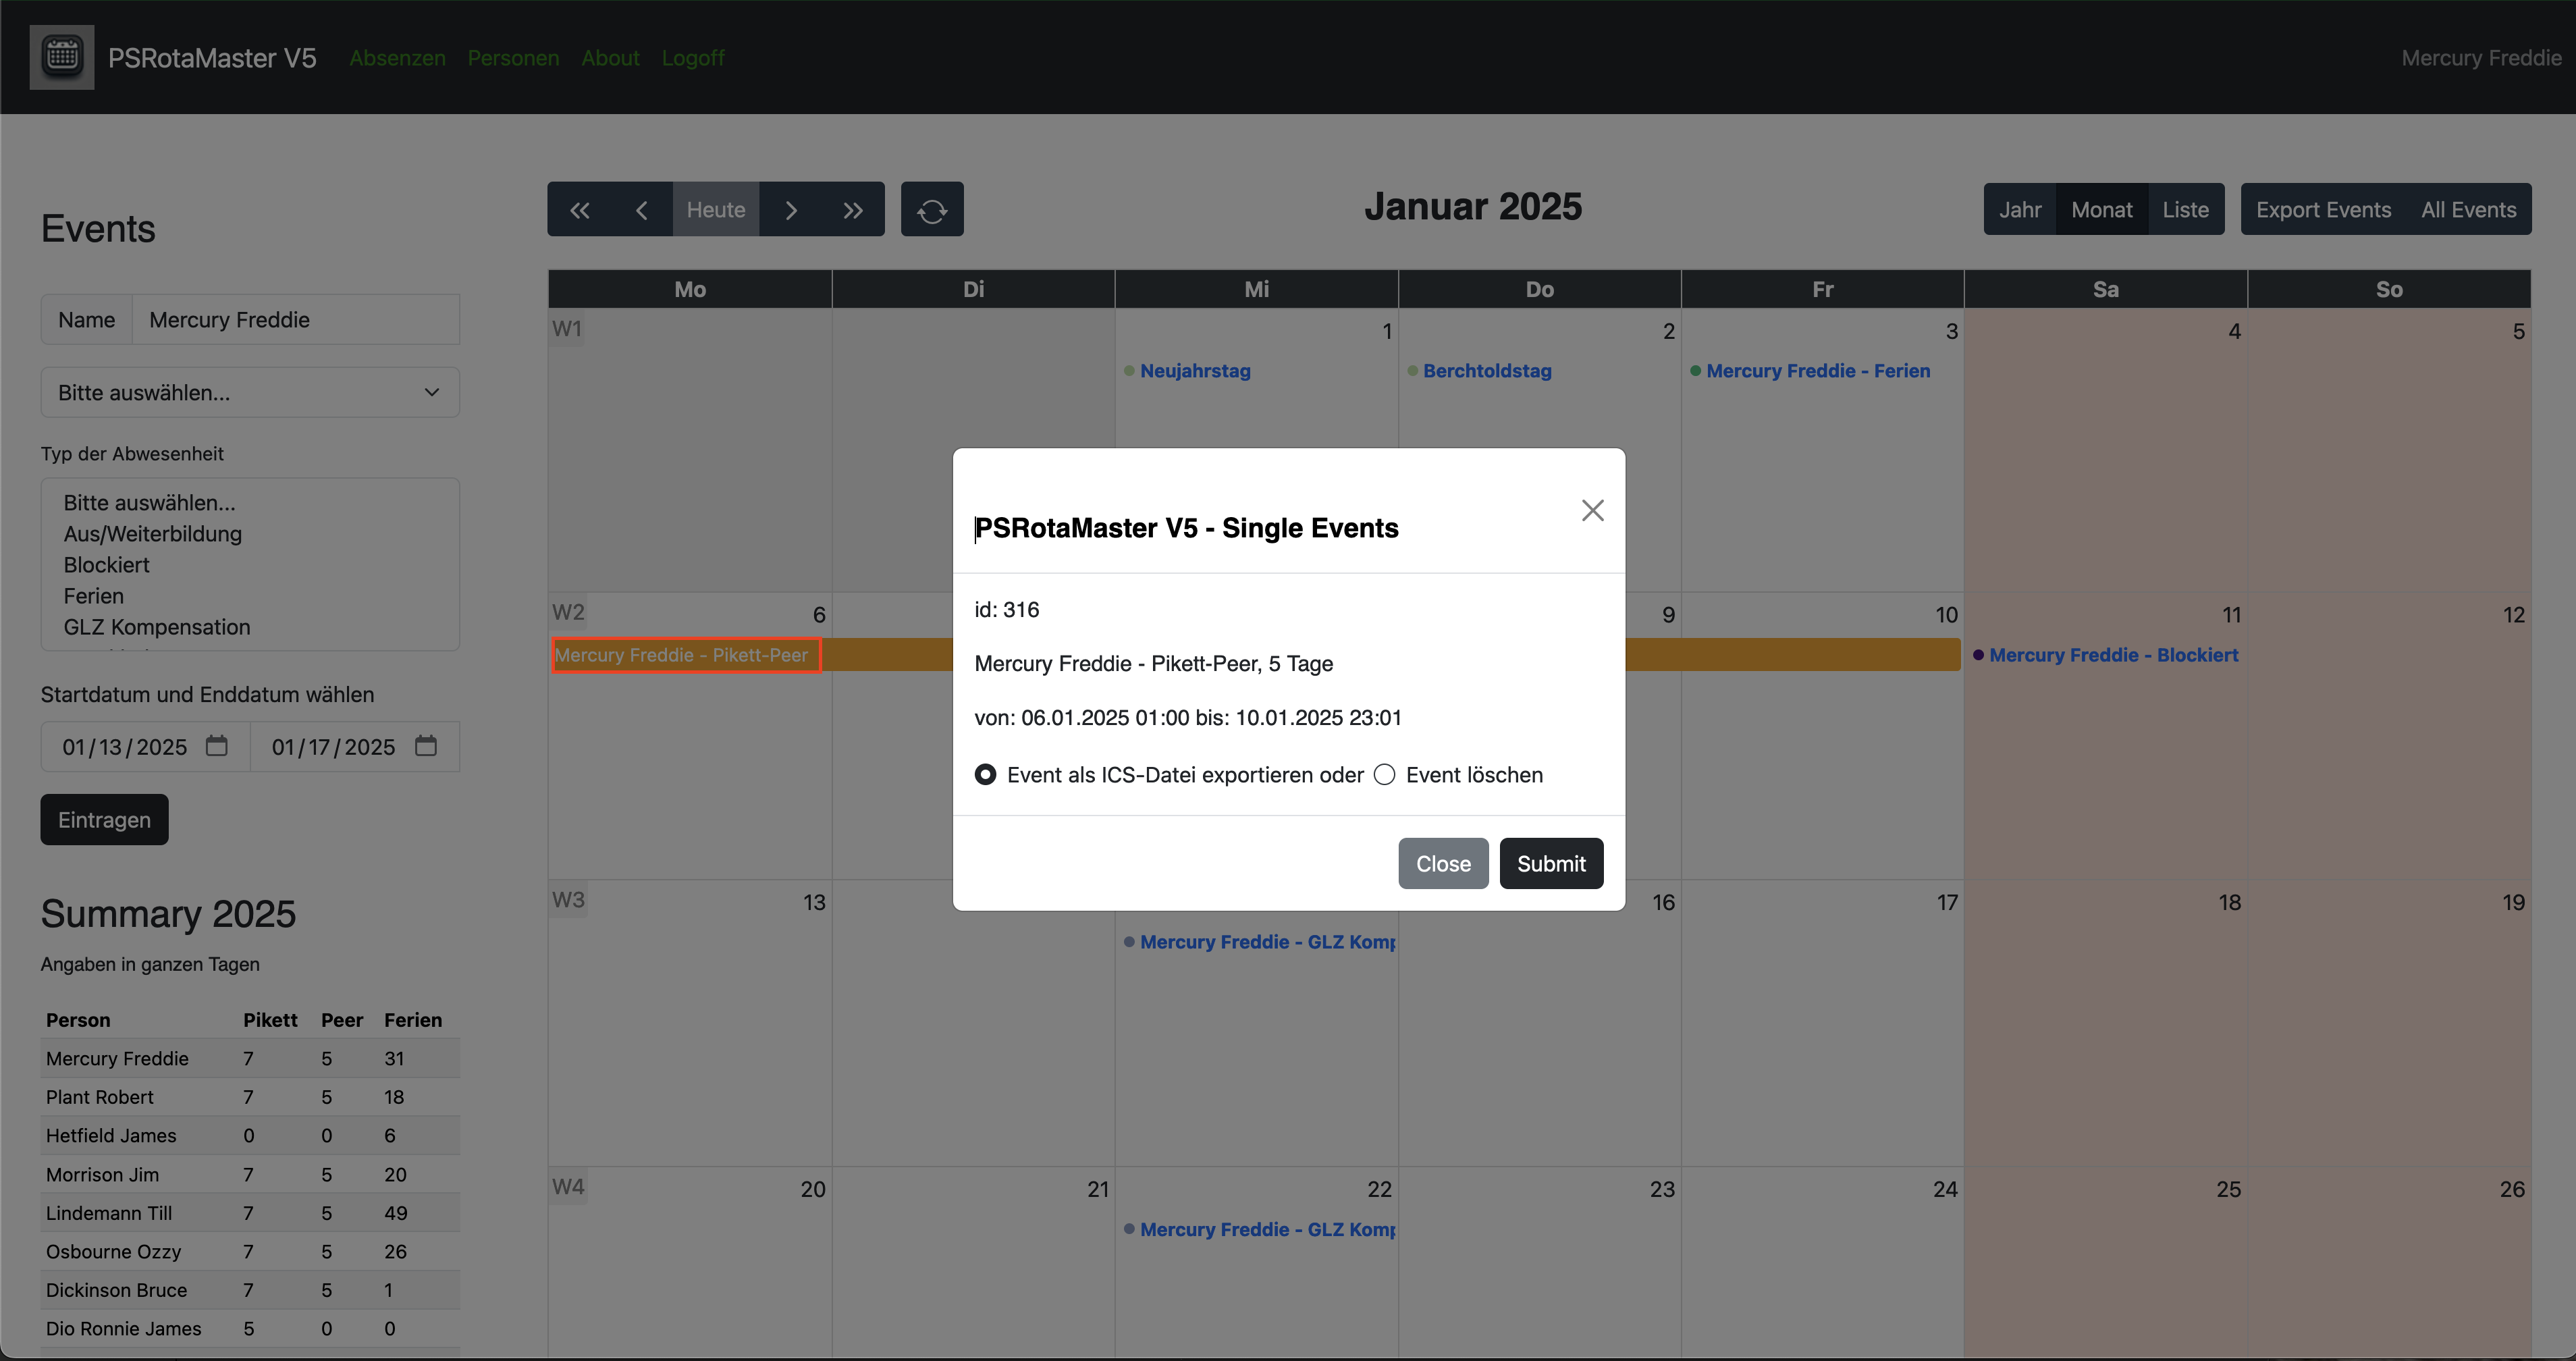 PSRotaMaster V5 Absenzen Personen About Logoff Mercury Freddie
Events
Name Mercury Freddie
Bitte auswählen...
Typ der Abwesenheit
Bitte auswählen...
Aus/Weiterbildung
Blockiert
Ferien
GLZ Kompensation
Startdatum und Enddatum wählen
01/13/2025 01/17/2025
Eintragen
Summary 2025
Angaben in ganzen Tagen
Person Pikett Peer Ferien
Mercury Freddie 7 5 31
Plant Robert 7 5 18
Hetfield James 0 0 6
Morrison Jim 7 5 20
Lindemann Till 7 5 49
Osbourne Ozzy 7 5 26
Dickinson Bruce 7 5 1
Dio Ronnie James 5 0 0
Heute
Januar 2025
Jahr Monat Liste Export Events All Events
Mo Di Mi Do Fr Sa So
W1 1 2 3 4 5
Neujahrstag Berchtoldstag Mercury Freddie - Ferien
W2 6 9 10 11 12
Mercury Freddie - Pikett-Peer Mercury Freddie - Blockiert
W3 13 16 17 18 19
Mercury Freddie - GLZ Komp
W4 20 21 22 23 24 25 26
Mercury Freddie - GLZ Komp
PSRotaMaster V5 - Single Events
id: 316
Mercury Freddie - Pikett-Peer, 5 Tage
von: 06.01.2025 01:00 bis: 10.01.2025 23:01
Event als ICS-Datei exportieren oder Event löschen
Close Submit